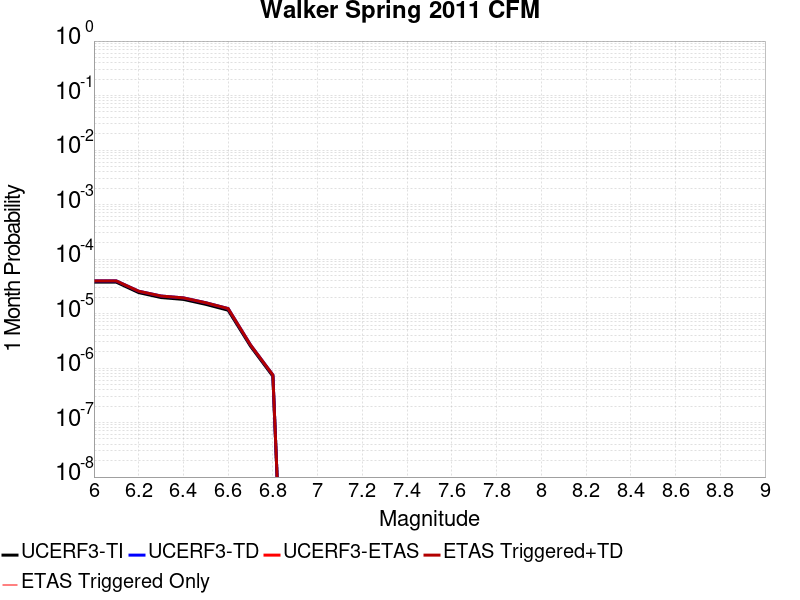 Walker Spring 2011 CFM
1 Month Probability
10^0
10^-1
10^-2
10^-3
10^-4
10^-5
10^-6
10^-7
10^-8
6 6.2 6.4 6.6 6.8 7 7.2 7.4 7.6 7.8 8 8.2 8.4 8.6 8.8 9
Magnitude
UCERF3-TI UCERF3-TD UCERF3-ETAS ETAS Triggered+TD
ETAS Triggered Only